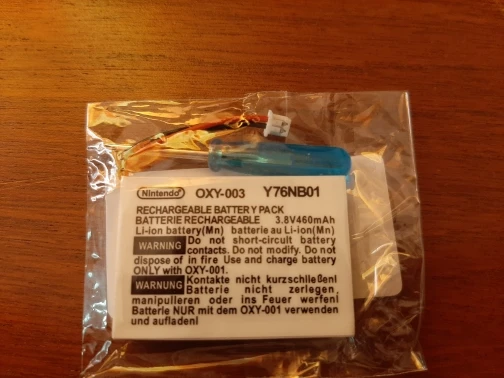 Nintendo OXY-003 Y76NB01
RECHARGEABLE BATTERY PACK
BATTERIE RECHARGEABLE 3.8V460mAh
Li-ion battery(Mn) batterie au Li-ion(Mn)
WARNING Do not short-circult battery
contacts. Do not modify. Do not
dispose of in fire Use and charge battery
ONLY with OXY-001.
WARNUNG Kontakte nicht kurzschließen!
Batterie nicht zerlegen,
manipulieren oder ins Feuer werfen!
Batterie NUR mit dem OXY-001 verwenden
und aufladen!